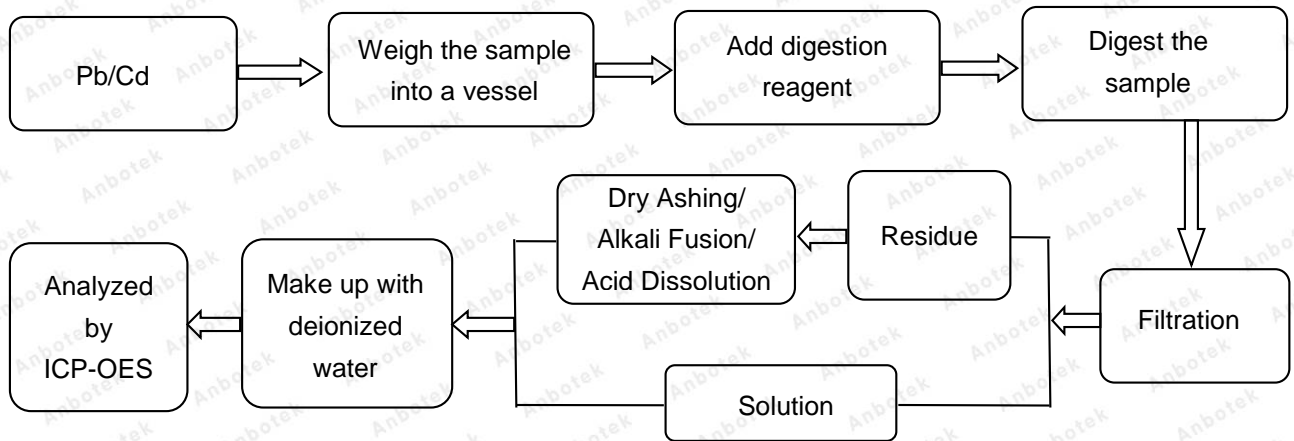 Pb/Cd
Weigh the sample
into a vessel
Add digestion
reagent
Digest the
sample
Filtration
Residue
Dry Ashing/
Alkali Fusion/
Acid Dissolution
Solution
Make up with
deionized
water
Analyzed
by
ICP-OES
Anbotek